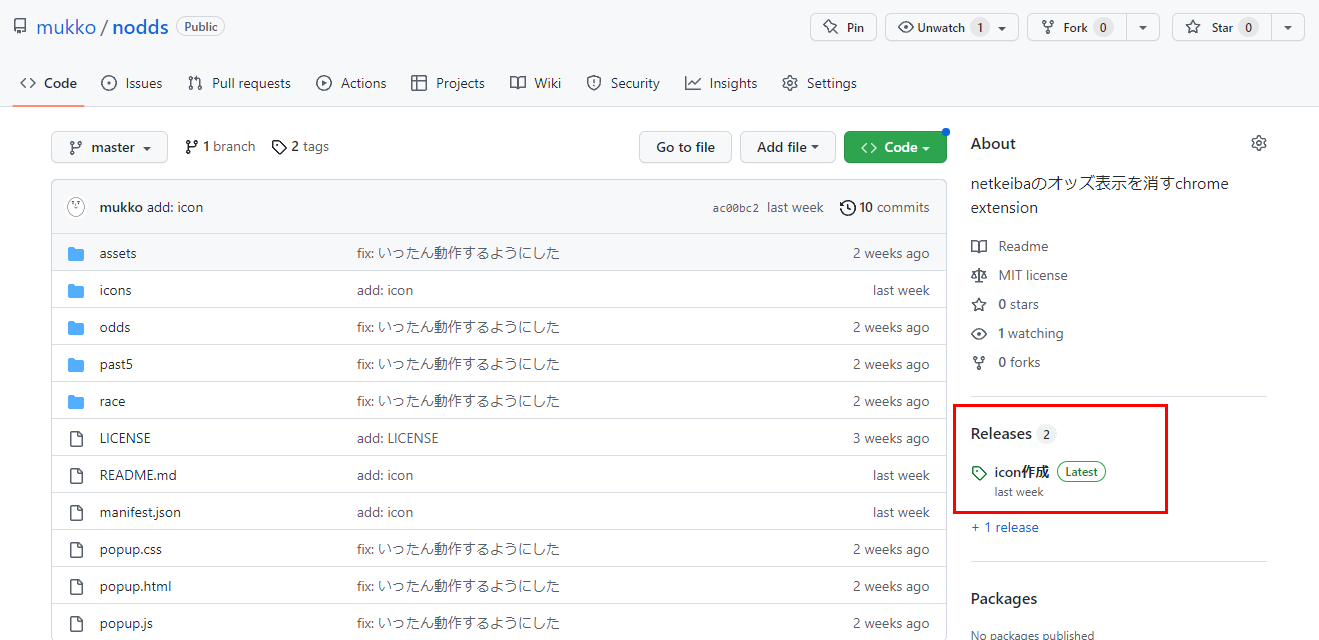 mukko / nodds Public
Pin Unwatch 1 Fork 0 Star 0
Code Issues Pull requests Actions Projects Wiki Security Insights Settings
master 1 branch 2 tags Go to file Add file Code
mukko add: icon ac00bc2 last week 10 commits
assets fix: いったん動作するようにした 2 weeks ago
icons add: icon last week
odds fix: いったん動作するようにした 2 weeks ago
past5 fix: いったん動作するようにした 2 weeks ago
race fix: いったん動作するようにした 2 weeks ago
LICENSE add: LICENSE 3 weeks ago
README.md add: icon last week
manifest.json add: icon last week
popup.css fix: いったん動作するようにした 2 weeks ago
popup.html fix: いったん動作するようにした 2 weeks ago
popup.js fix: いったん動作するようにした 2 weeks ago
About
netkeibaのオッズ表示を消すchrome
extension
Readme
MIT license
0 stars
1 watching
0 forks
Releases 2
icon作成 Latest
last week
+ 1 release
Packages
No packages published